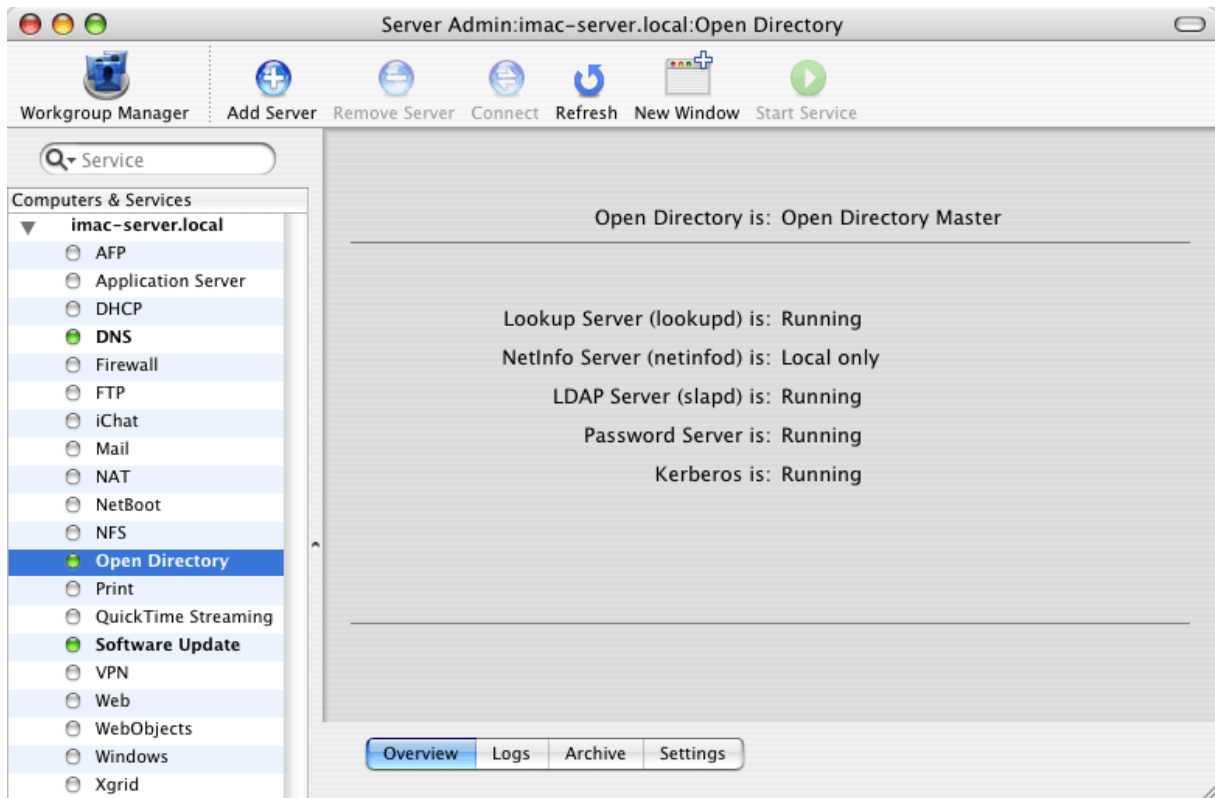 Server Admin:imac-server.local:Open Directory
Workgroup Manager Add Server Remove Server Connect Refresh New Window Start Service
Service
Computers & Services
imac-server.local
AFP
Application Server
DHCP
DNS
Firewall
FTP
iChat
Mail
NAT
NetBoot
NFS
Open Directory
Print
QuickTime Streaming
Software Update
VPN
Web
WebObjects
Windows
Xgrid
Open Directory is: Open Directory Master
Lookup Server (lookupd) is: Running
NetInfo Server (netinfod) is: Local only
LDAP Server (slapd) is: Running
Password Server is: Running
Kerberos is: Running
Overview Logs Archive Settings